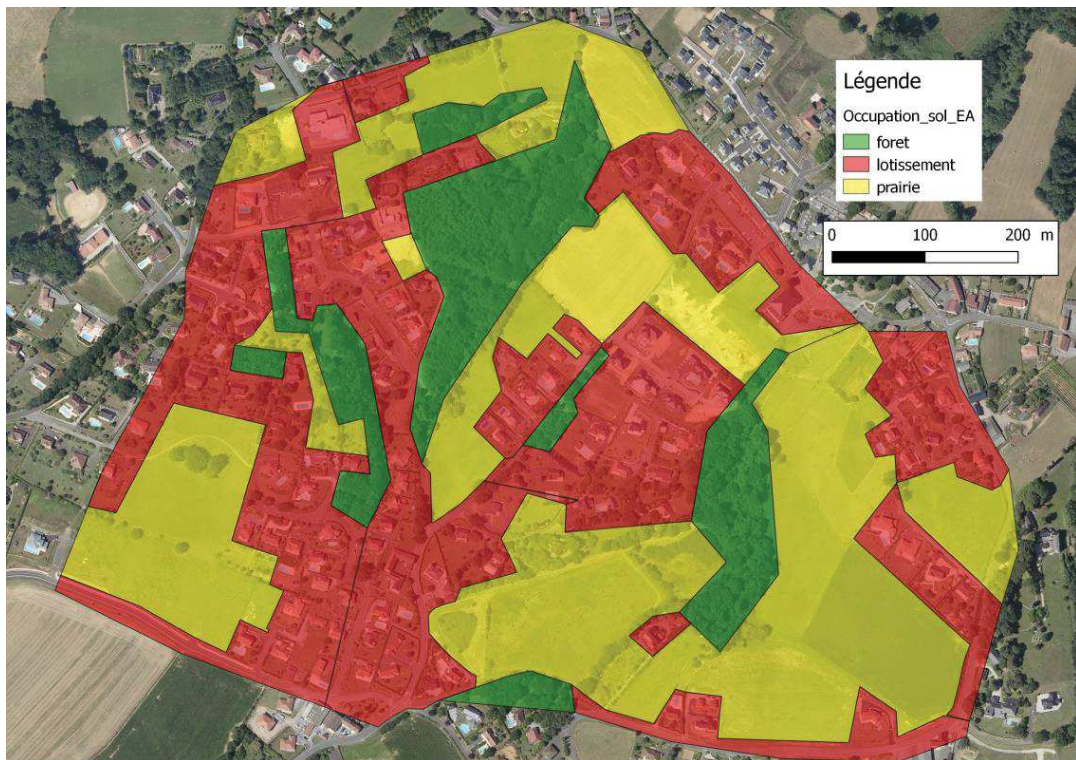 Légende
Occupation_sol_EA
foret
lotissement
prairie
0 100 200 m